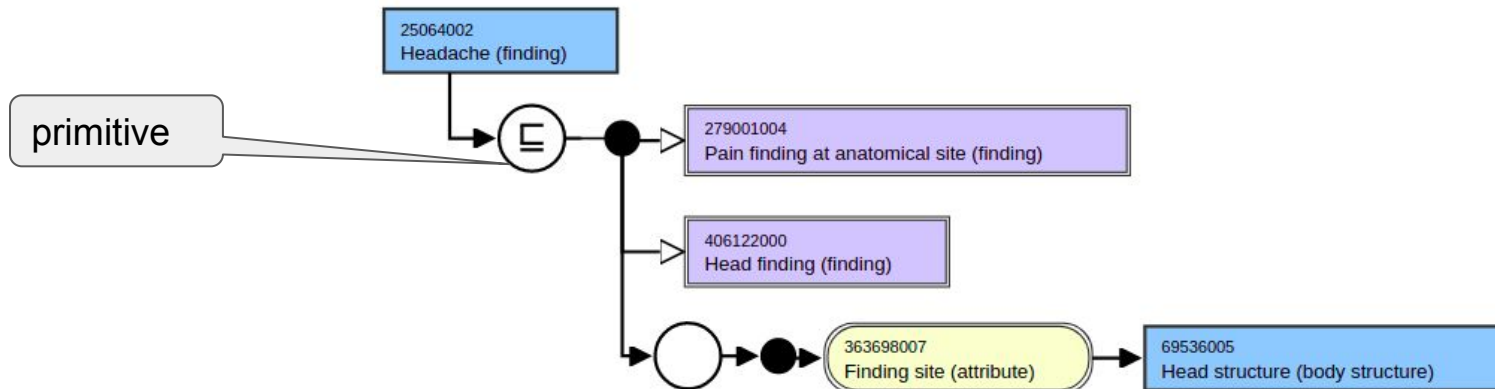 25064002
Headache (finding)
primitive
⊑
279001004
Pain finding at anatomical site (finding)
406122000
Head finding (finding)
363698007
Finding site (attribute)
69536005
Head structure (body structure)